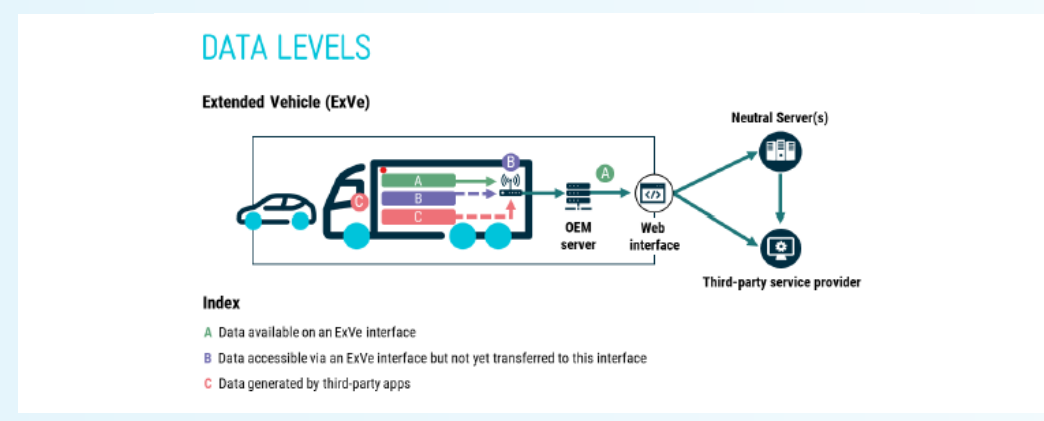 DATA LEVELS
Extended Vehicle (ExVe)
Neutral Server(s)
B
A
A
B
C
C
</>
OEM
server
Web
interface
Third-party service provider
Index
A Data available on an ExVe interface
B Data accessible via an ExVe interface but not yet transferred to this interface
C Data generated by third-party apps